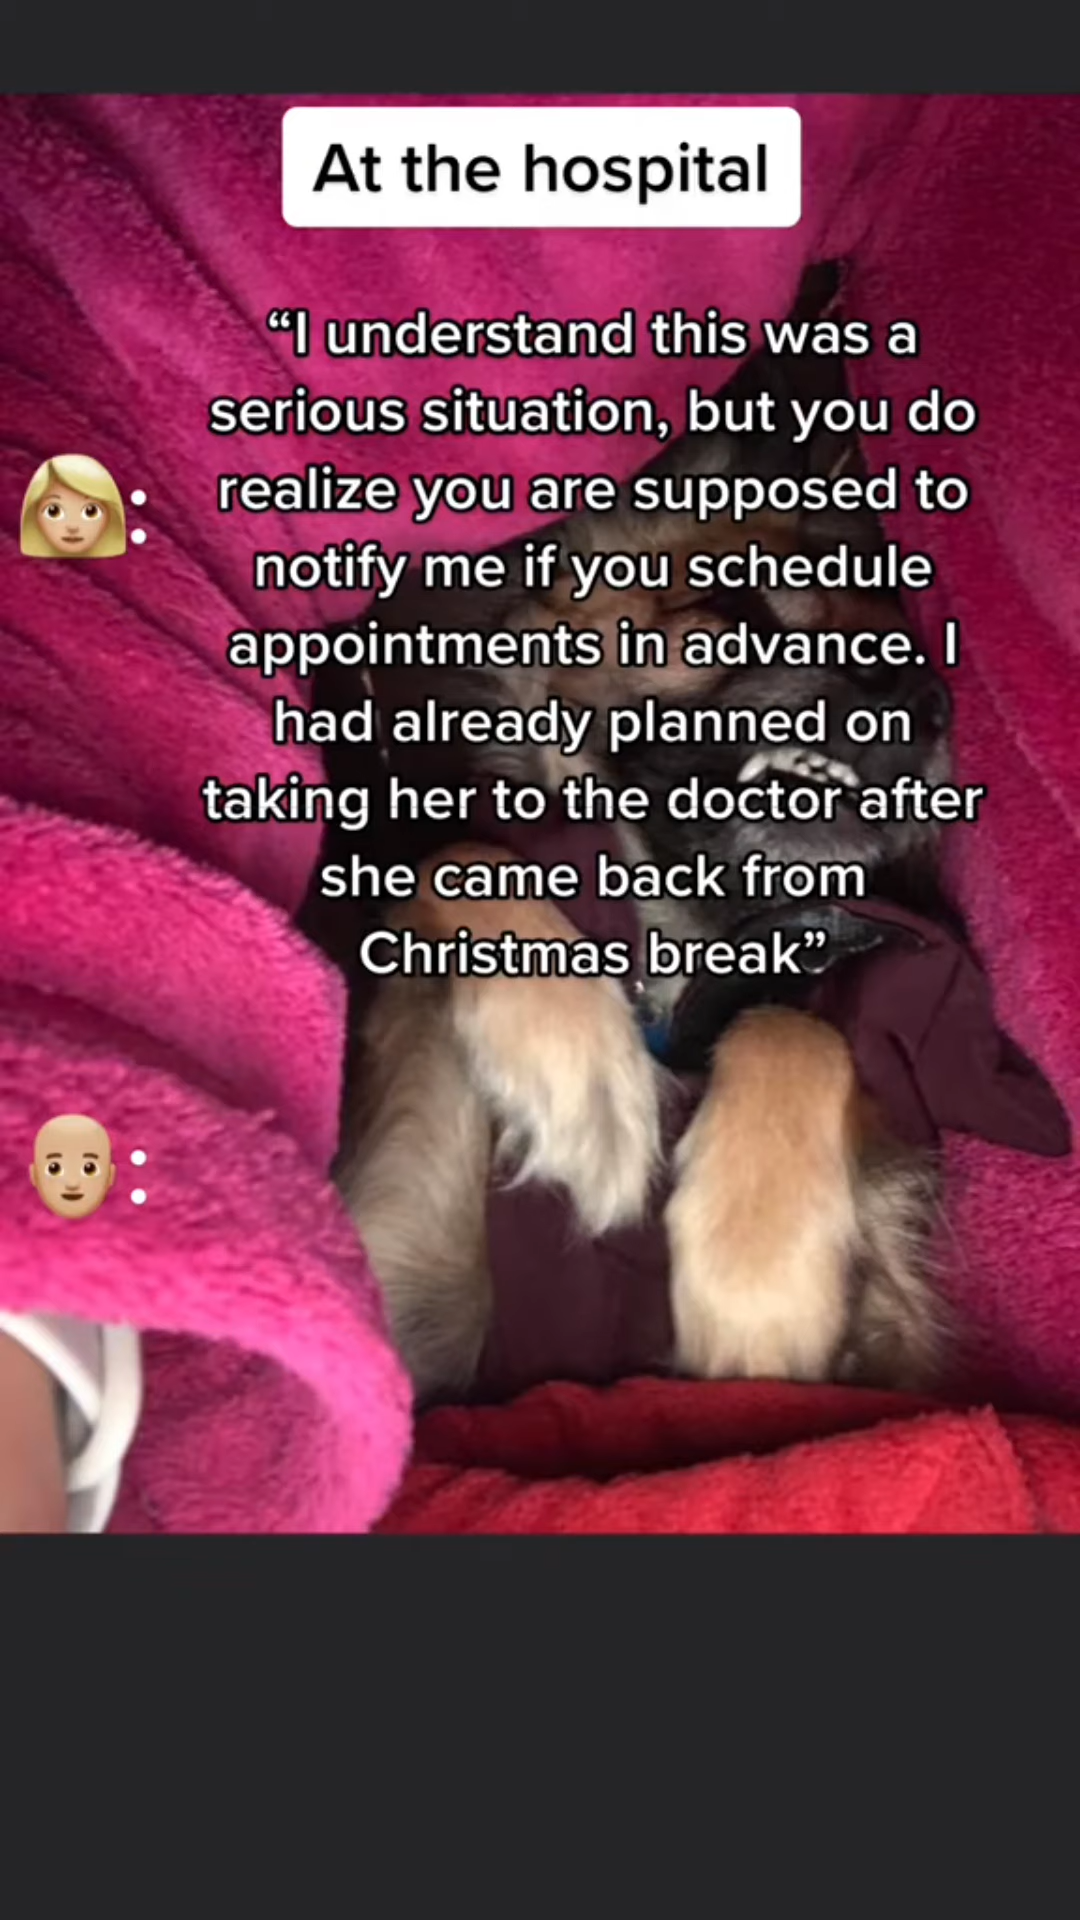 At the hospital
“I understand this was a
serious situation, but you do
realize you are supposed to
notify me if you schedule
appointments in advance. I
had already planned on
taking her to the doctor after
she came back from
Christmas break”
👩🏼:
👨🏼‍🦲: